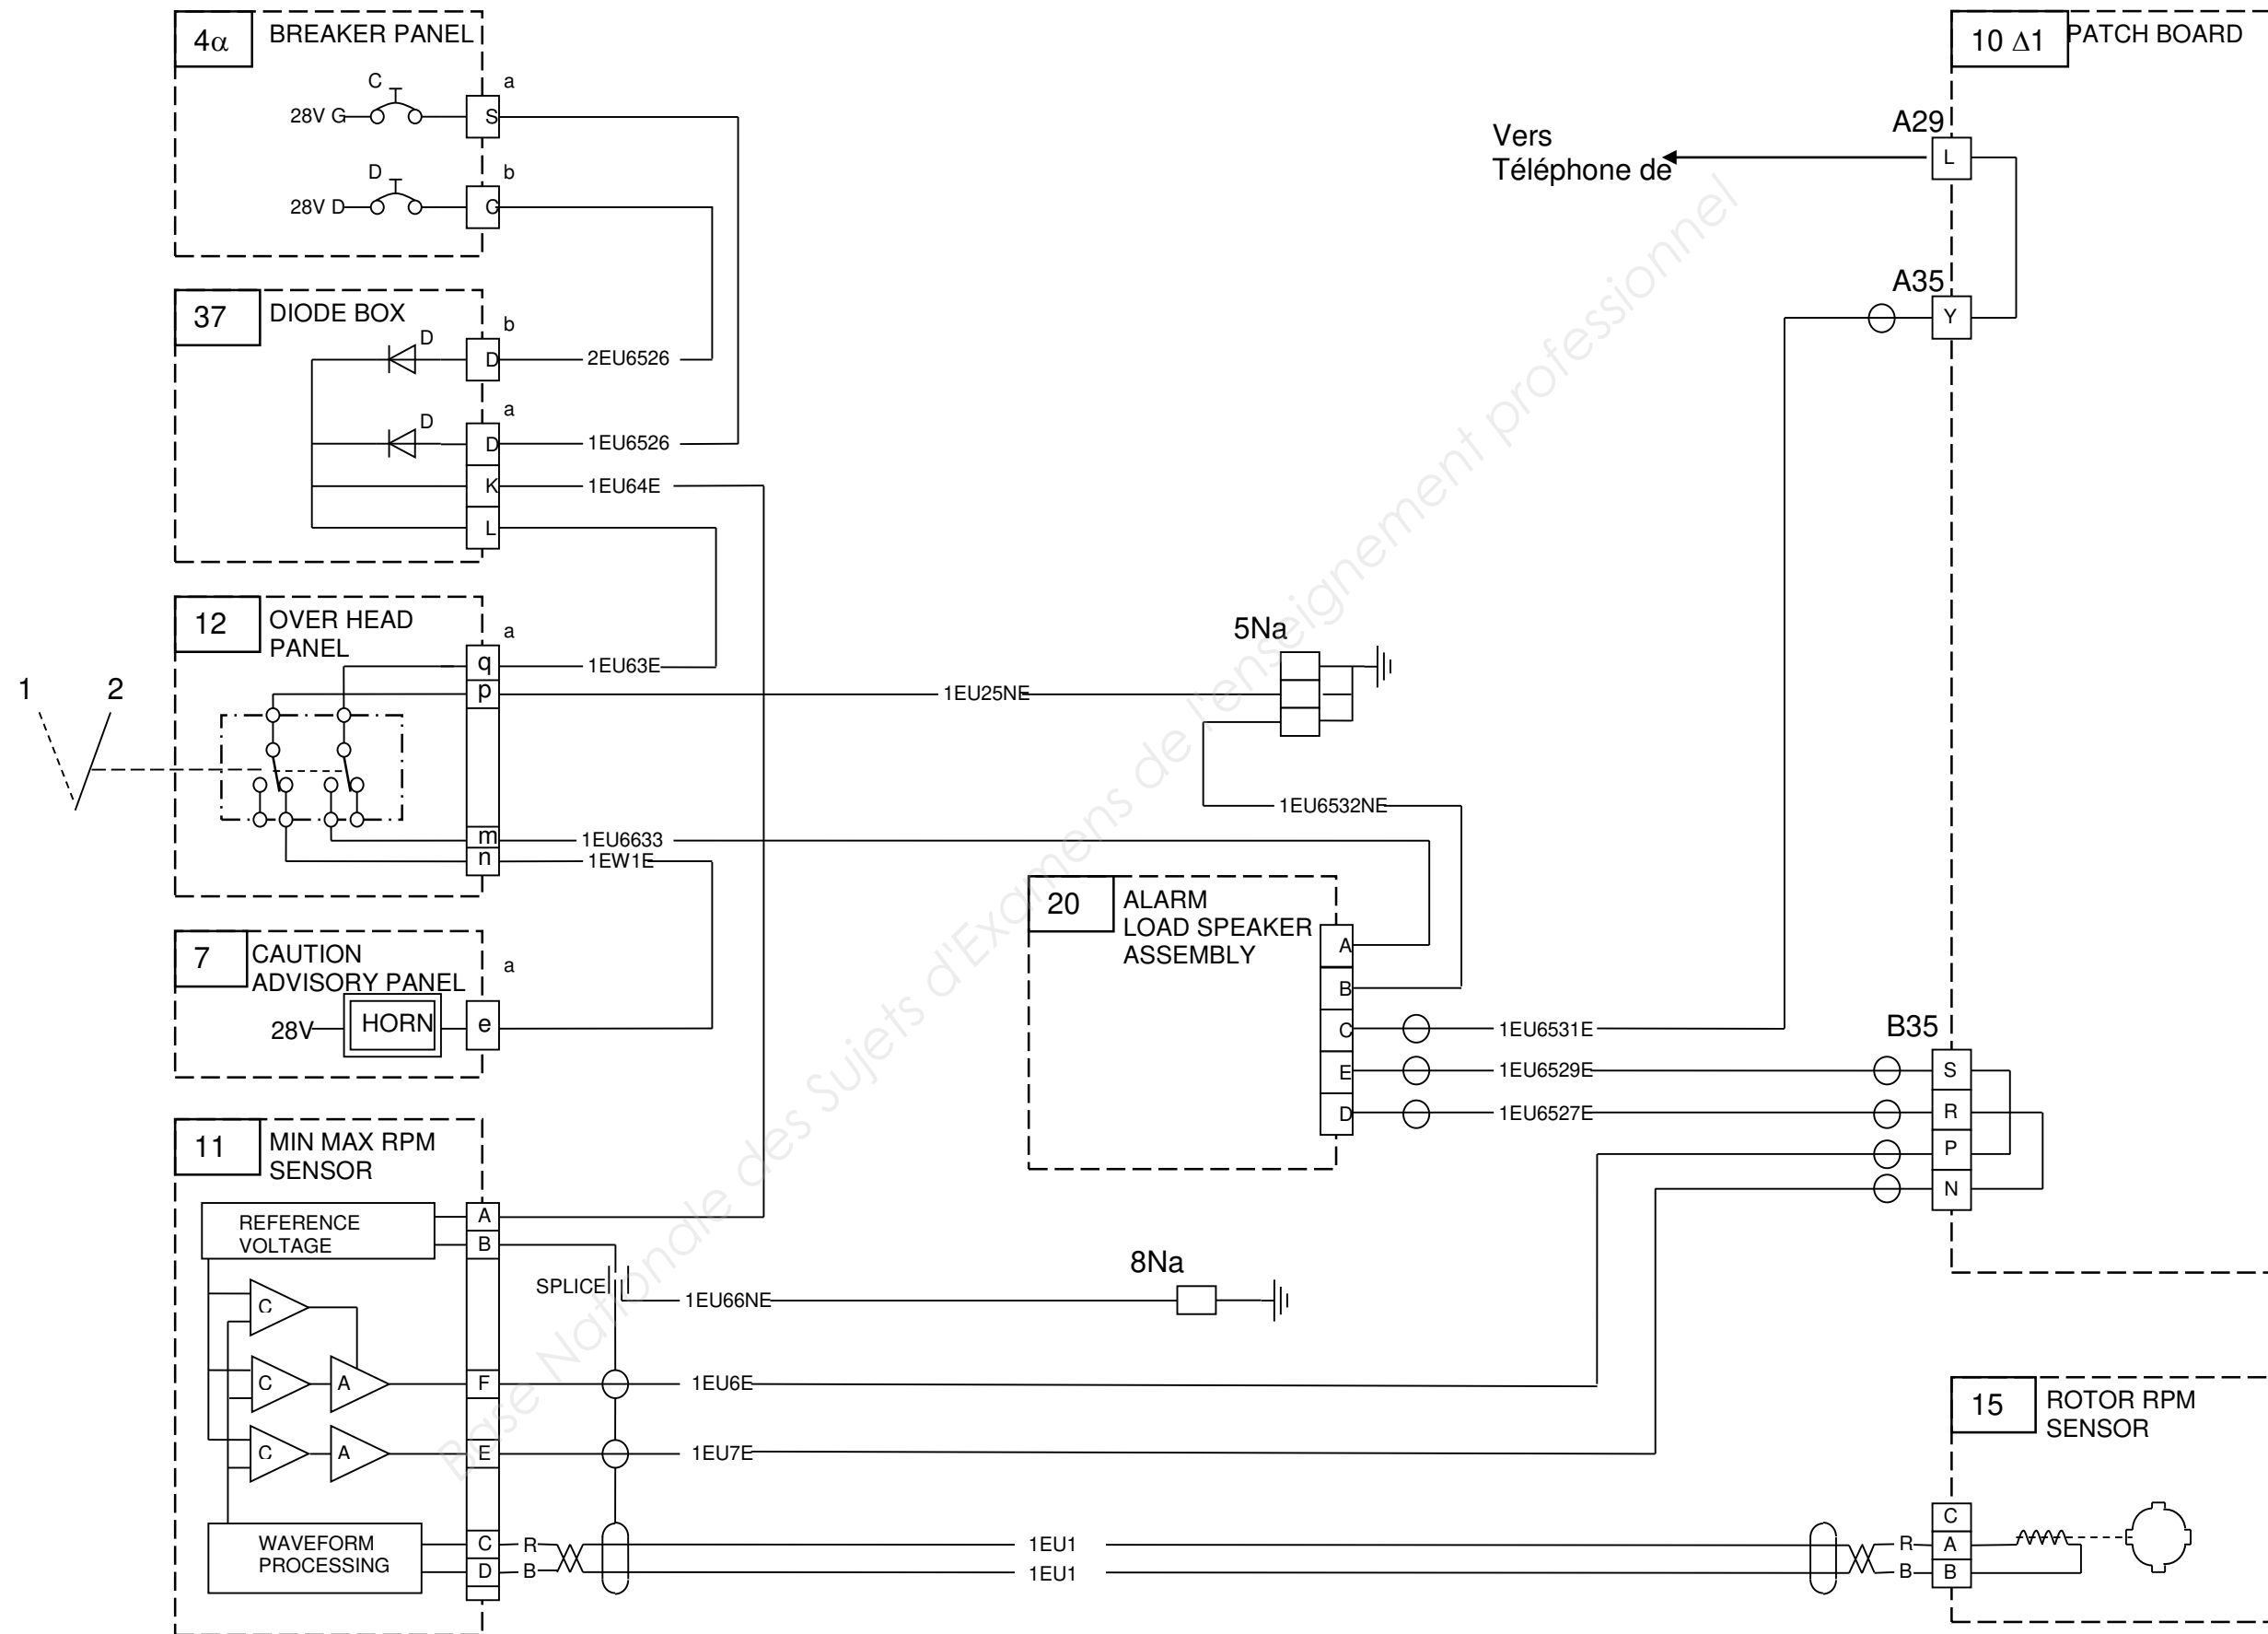 4α
BREAKER PANEL
C
a
28V G
S
D
b
28V D
C
37
DIODE BOX
D
b
D
2EU6526
D
a
D
1EU6526
K
1EU64E
L
12
OVER HEAD
PANEL
a
q
1EU63E
p
1EU25NE
1
2
m
1EU6633
n
1EW1E
7
CAUTION
ADVISORY PANEL
a
28V
HORN
e
11
MIN MAX RPM
SENSOR
REFERENCE
VOLTAGE
A
B
SPLICE
1EU66NE
8Na
C
C
A
F
1EU6E
C
A
E
1EU7E
WAVEFORM
PROCESSING
C
R
1EU1
D
B
1EU1
5Na
1EU6532NE
20
ALARM
LOAD SPEAKER
ASSEMBLY
A
B
C
1EU6531E
E
1EU6529E
D
1EU6527E
10 Δ1
PATCH BOARD
Vers
Téléphone de
A29
L
A35
Y
B35
S
R
P
N
15
ROTOR RPM
SENSOR
C
R
A
B
B
Base Nationale des Sujets d'Examens de l'enseignement professionnel